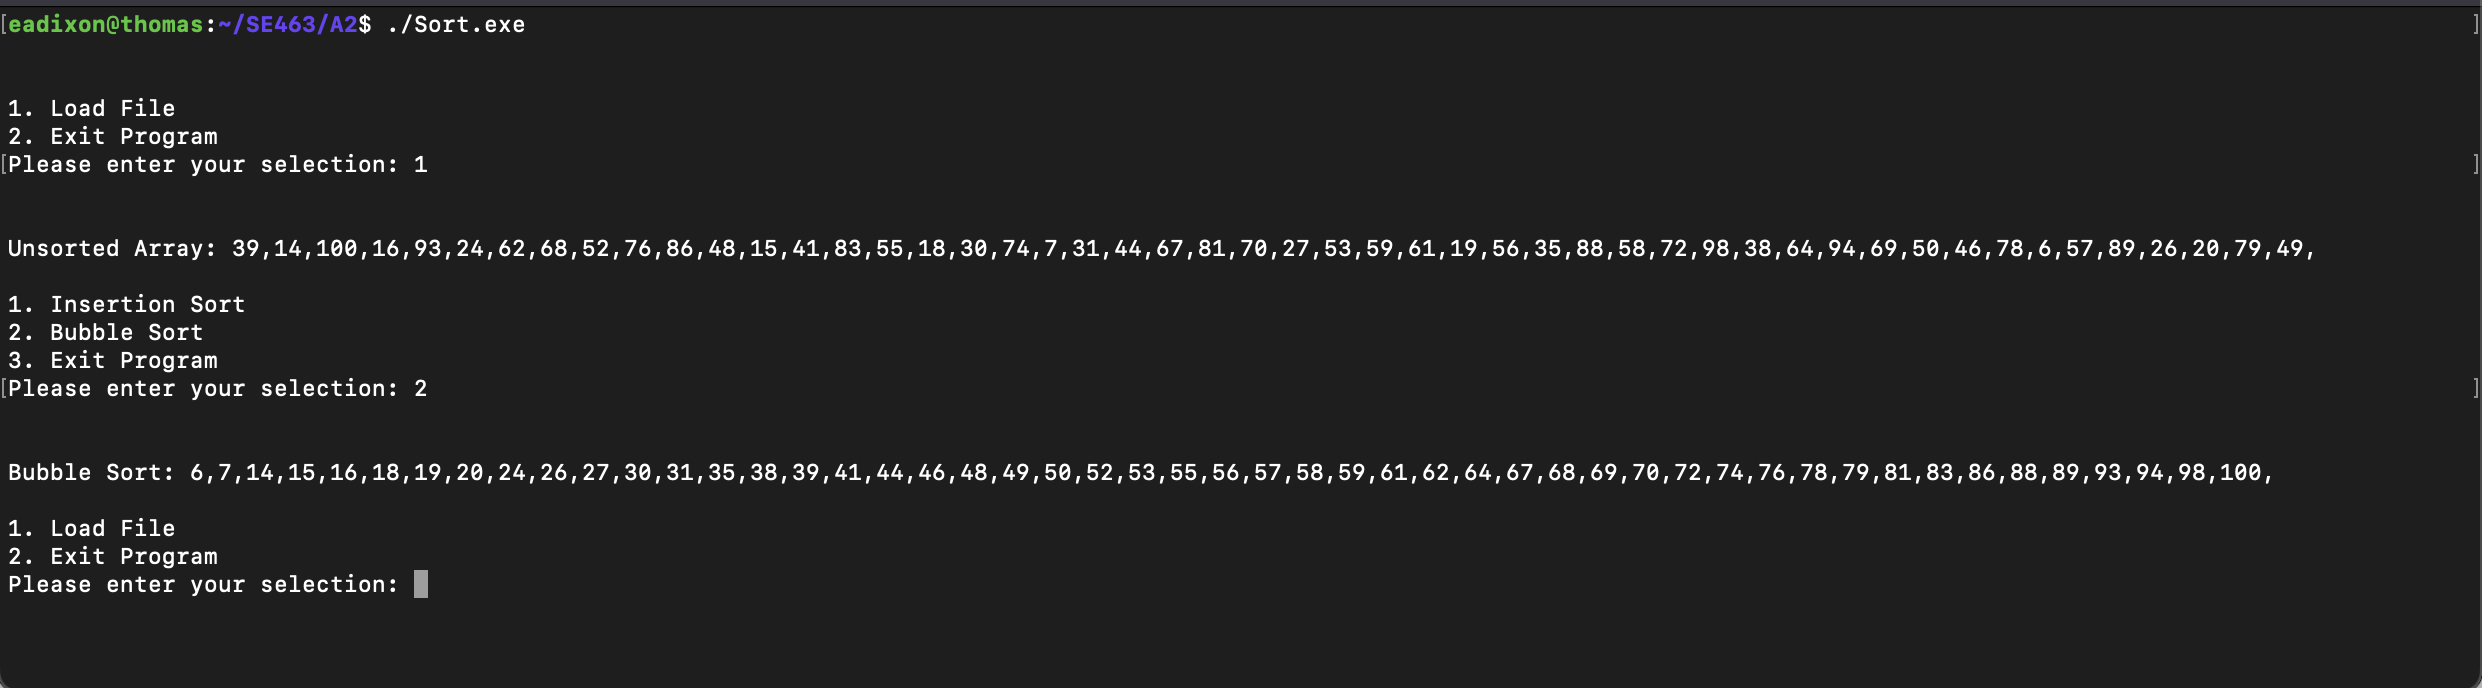 [eadixon@thomas:~/SE463/A2$ ./Sort.exe ]
1. Load File
2. Exit Program
[Please enter your selection: 1 ]
Unsorted Array: 39,14,100,16,93,24,62,68,52,76,86,48,15,41,83,55,18,30,74,7,31,44,67,81,70,27,53,59,61,19,56,35,88,58,72,98,38,64,94,69,50,46,78,6,57,89,26,20,79,49,
1. Insertion Sort
2. Bubble Sort
3. Exit Program
[Please enter your selection: 2 ]
Bubble Sort: 6,7,14,15,16,18,19,20,24,26,27,30,31,35,38,39,41,44,46,48,49,50,52,53,55,56,57,58,59,61,62,64,67,68,69,70,72,74,76,78,79,81,83,86,88,89,93,94,98,100,
1. Load File
2. Exit Program
Please enter your selection: